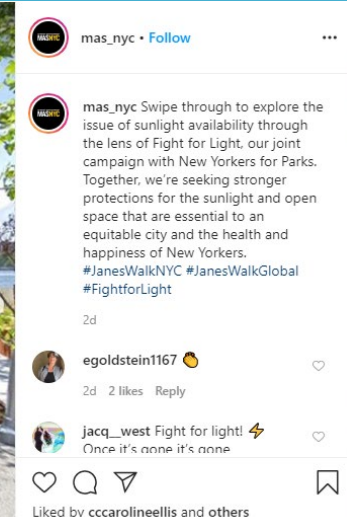 mas_nyc • Follow
mas_nyc Swipe through to explore the
issue of sunlight availability through
the lens of Fight for Light, our joint
campaign with New Yorkers for Parks.
Together, we're seeking stronger
protections for the sunlight and open
space that are essential to an
equitable city and the health and
happiness of New Yorkers.
#JanesWalkNYC #JanesWalkGlobal
#FightforLight
2d
egoldstein1167 👏
2d 2 likes Reply
jacq__west Fight for light! ⚡
Once it's gone it's gone
Liked by cccarolineellis and others